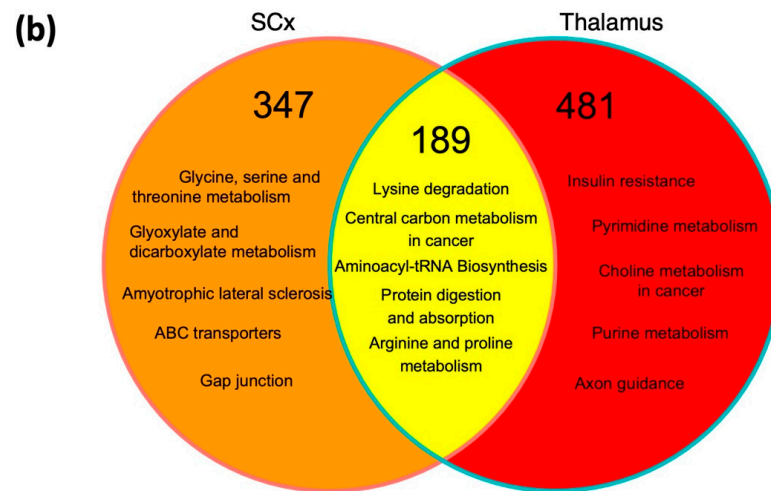 (b)
SCx
Thalamus
347
189
481
Glycine, serine and
threonine metabolism
Glyoxylate and
dicarboxylate metabolism
Amyotrophic lateral sclerosis
ABC transporters
Gap junction
Lysine degradation
Central carbon metabolism
in cancer
Aminoacyl-tRNA Biosynthesis
Protein digestion
and absorption
Arginine and proline
metabolism
Insulin resistance
Pyrimidine metabolism
Choline metabolism
in cancer
Purine metabolism
Axon guidance